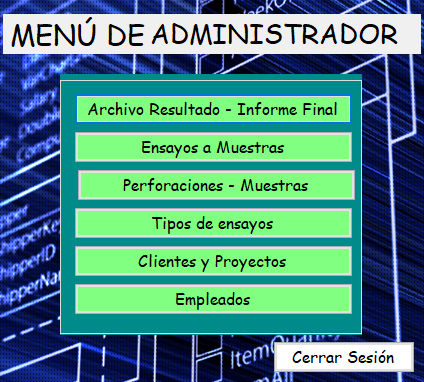 MENÚ DE ADMINISTRADOR
Archivo Resultado - Informe Final
Ensayos a Muestras
Perforaciones - Muestras
Tipos de ensayos
Clientes y Proyectos
Empleados
Cerrar Sesión